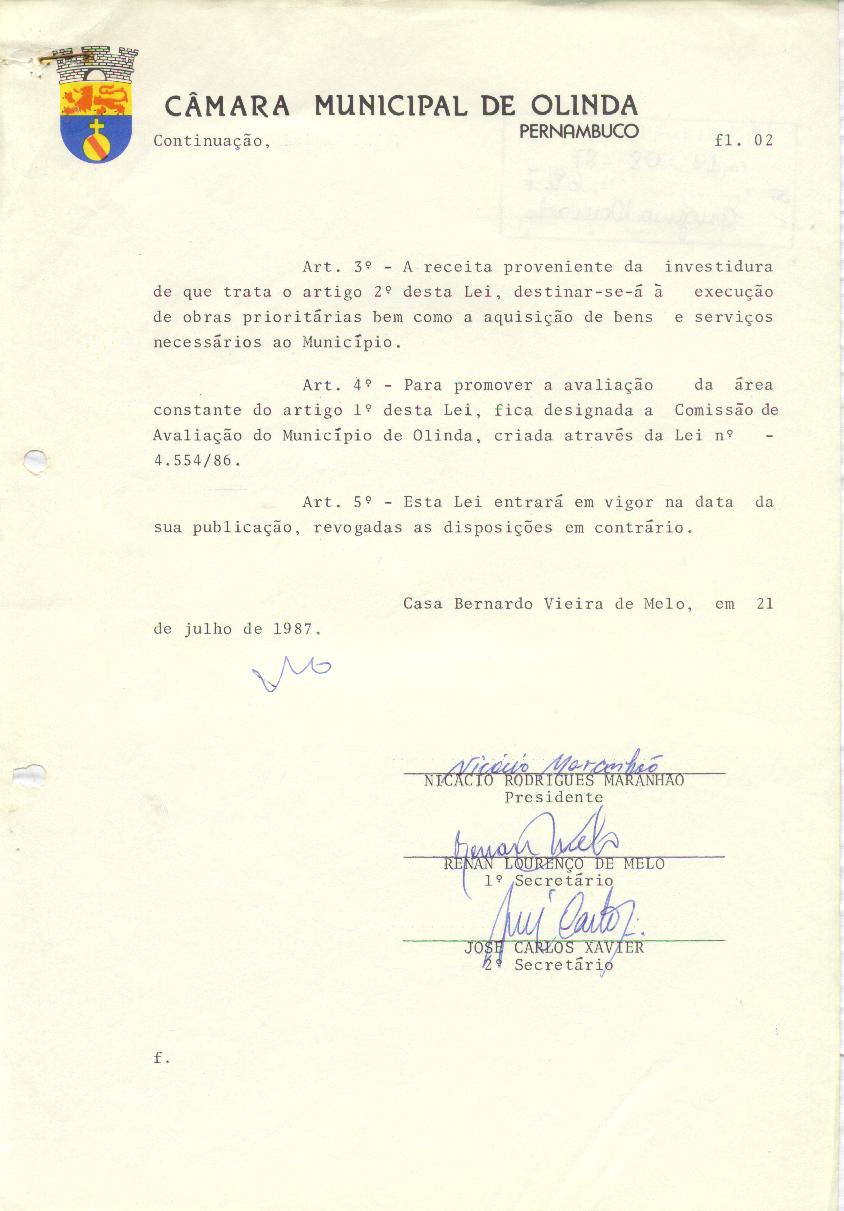 CÂMARA MUNICIPAL DE OLINDA
PERNAMBUCO
Continuação, fl. 02
Art. 3º - A receita proveniente da investidura
de que trata o artigo 2º desta Lei, destinar-se-á à execução
de obras prioritárias bem como a aquisição de bens e serviços
necessários ao Município.
Art. 4º - Para promover a avaliação da área
constante do artigo 1º desta Lei, fica designada a Comissão de
Avaliação do Município de Olinda, criada através da Lei nº -
4.554/86.
Art. 5º - Esta Lei entrará em vigor na data da
sua publicação, revogadas as disposições em contrário.
Casa Bernardo Vieira de Melo, em 21
de julho de 1987.
Nicácio Maranhão
NICÁCIO RODRIGUES MARANHÃO
Presidente
Renan Melo
RENAN LOURENÇO DE MELO
1º Secretário
José Carlos
JOSÉ CARLOS XAVIER
2º Secretário
f.